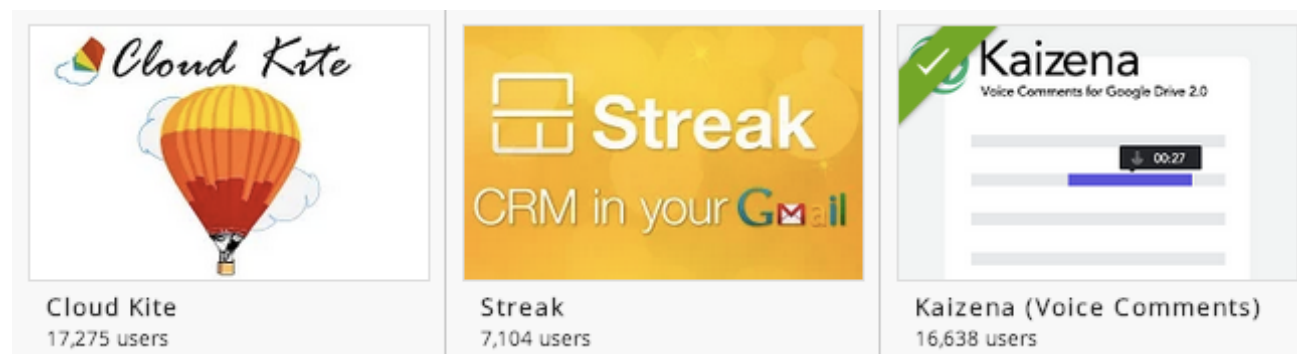 Cloud Kite
Cloud Kite
17,275 users
Streak
CRM in your Gmail
Streak
7,104 users
Kaizena
Voice Comments for Google Drive 2.0
00:27
Kaizena (Voice Comments)
16,638 users